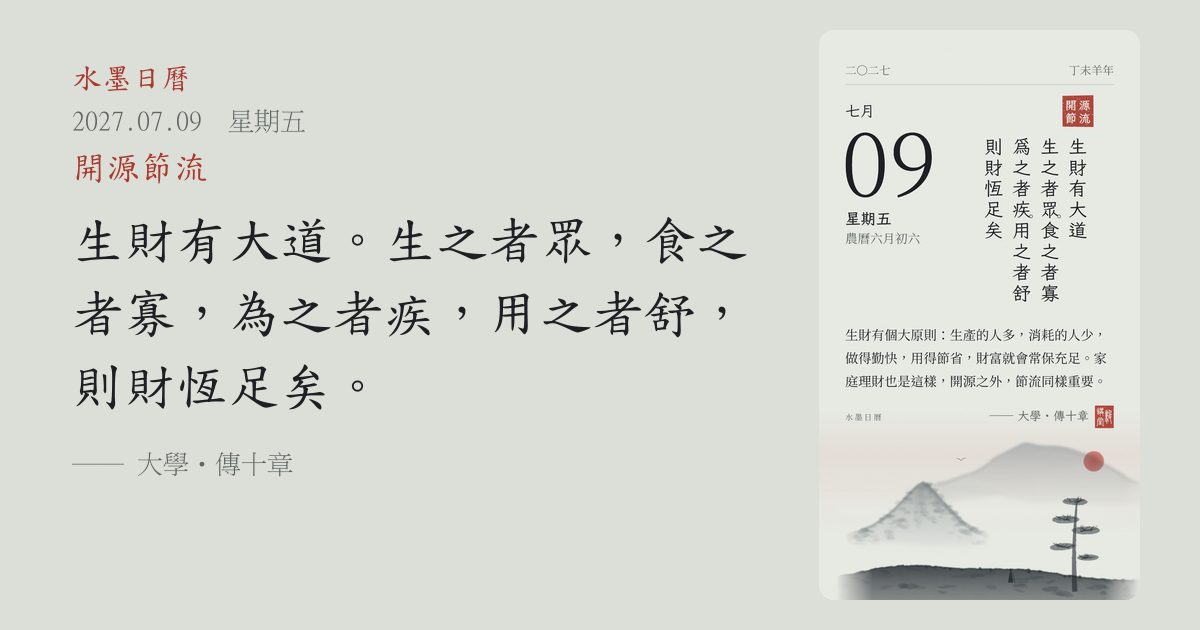 水墨日曆
2027.07.09 星期五
開源節流
生財有大道。生之者眾，食之
者寡，為之者疾，用之者舒，
則財恆足矣。
—— 大學・傳十章
二〇二七
丁未羊年
七月
09
星期五
農曆六月初六
開源
節流
生財有大道
生之者眾。食之者寡
爲之者疾。用之者舒
則財恆足矣
生財有個大原則：生產的人多，消耗的人少，
做得勤快，用得節省，財富就會常保充足。家
庭理財也是這樣，開源之外，節流同樣重要。
水墨日曆
—— 大學・傳十章